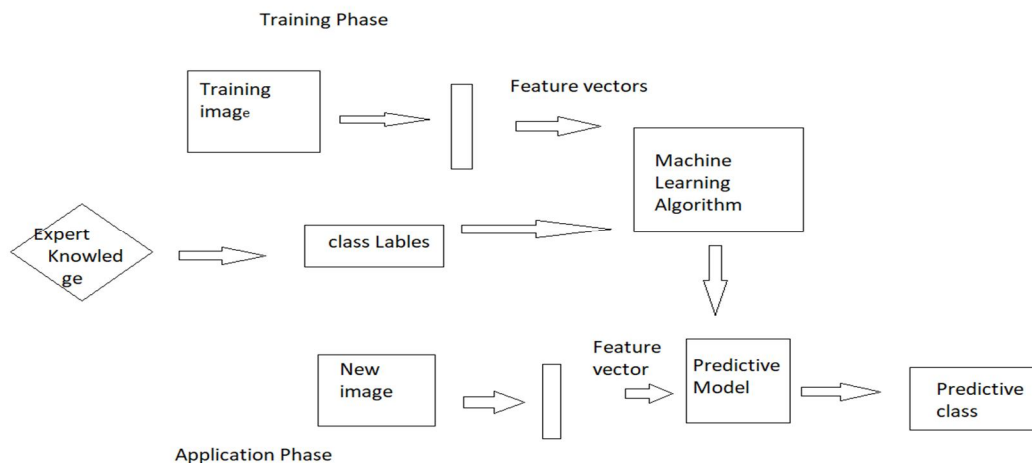 Training Phase
Training
image
Feature vectors
Machine
Learning
Algorithm
Expert
Knowled
ge
class Lables
New
image
Feature
vector
Predictive
Model
Predictive
class
Application Phase